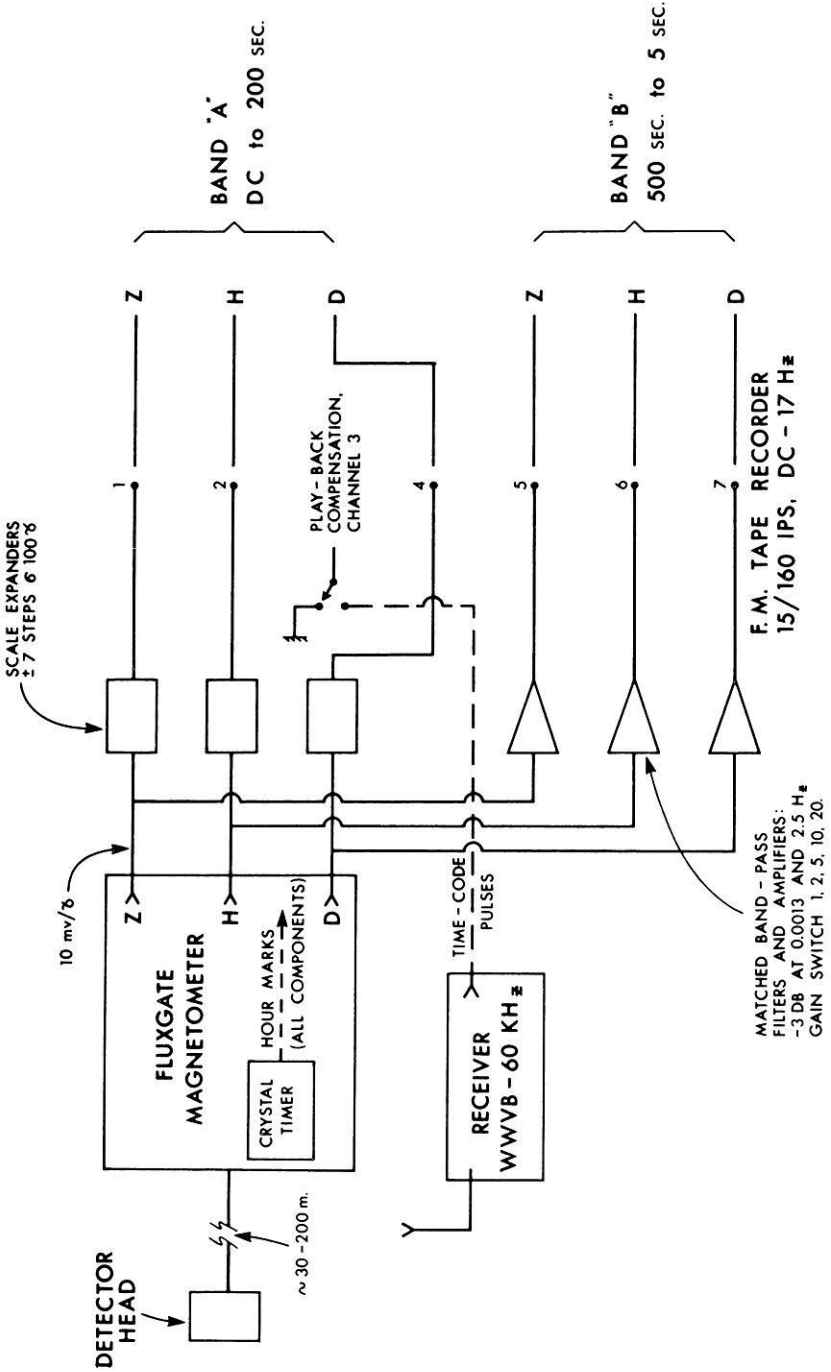 DETECTOR
HEAD
~ 30 - 200 m.
FLUXGATE
MAGNETOMETER
CRYSTAL
TIMER
HOUR MARKS
(ALL COMPONENTS)
Z
H
D
10 mv/γ
SCALE EXPANDERS
± 7 STEPS
100 γ
RECEIVER
WWVB - 60 KHz
TIME - CODE
PULSES
PLAY - BACK
COMPENSATION,
CHANNEL 3
MATCHED BAND - PASS
FILTERS AND AMPLIFIERS:
-3 DB AT 0.0013 AND 2.5 Hz
GAIN SWITCH 1, 2, 5, 10, 20.
1
2
4
5
6
7
F. M. TAPE RECORDER
15/160 IPS, DC - 17 Hz
Z
H
D
BAND "A"
DC to 200 SEC.
Z
H
D
BAND "B"
500 SEC. to 5 SEC.